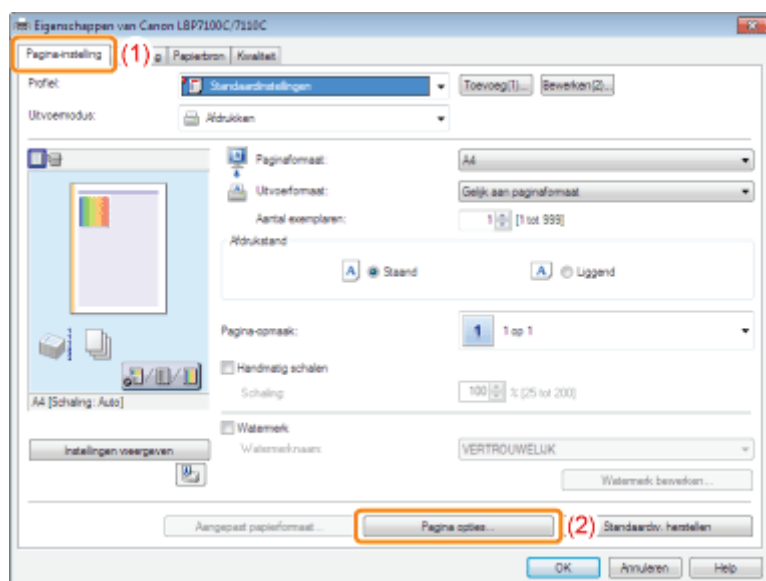 Eigenschappen van Canon LBP7100C/7110C
Pagina-instelling (1) g Papierbron Kwaliteit
Profiel: Standaardinstellingen Toevoeg(1)... Bewerken(2)...
Uitvoermodus: Afdrukken
Paginaformaat: A4
Uitvoerformaat: Gelijk aan paginaformaat
Aantal exemplaren: 1 [1 tot 999]
Afdrukstand
A Staand A Liggend
Pagina-opmaak: 1 1 op 1
Handmatig schalen
Schaling: 100 % [25 tot 200]
A4 [Schaling: Auto]
Watermerk
Watermerknaam: VERTROUWELIJK
Instellingen weergeven
Watermerk bewerken...
Aangepast papierformaat... Pagina opties... (2) Standaardw. herstellen
OK Annuleren Help